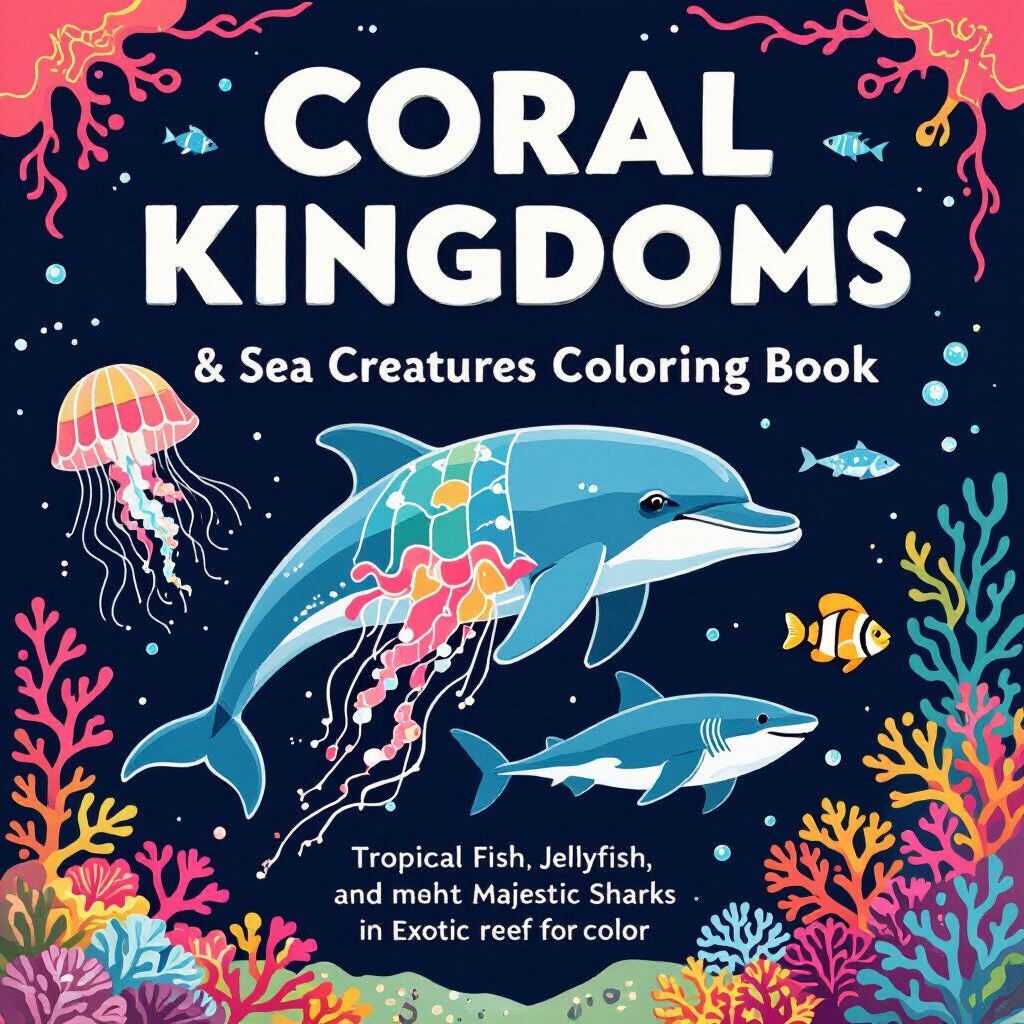 CORAL
KINGDOMS
& Sea Creatures Coloring Book
Tropical Fish, Jellyfish,
and meht Majestic Sharks
in Exotic reef for color